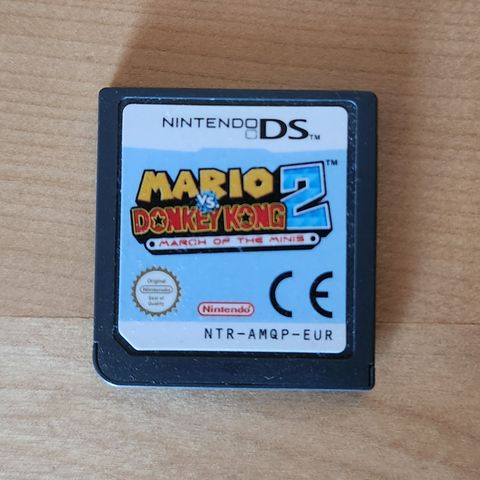 NINTENDO DS™
MARIO
VS.
DONKEY KONG 2™
MARCH OF THE MINIS
Original
Nintendo
Seal of
Quality
Nintendo
CE
NTR-AMQP-EUR